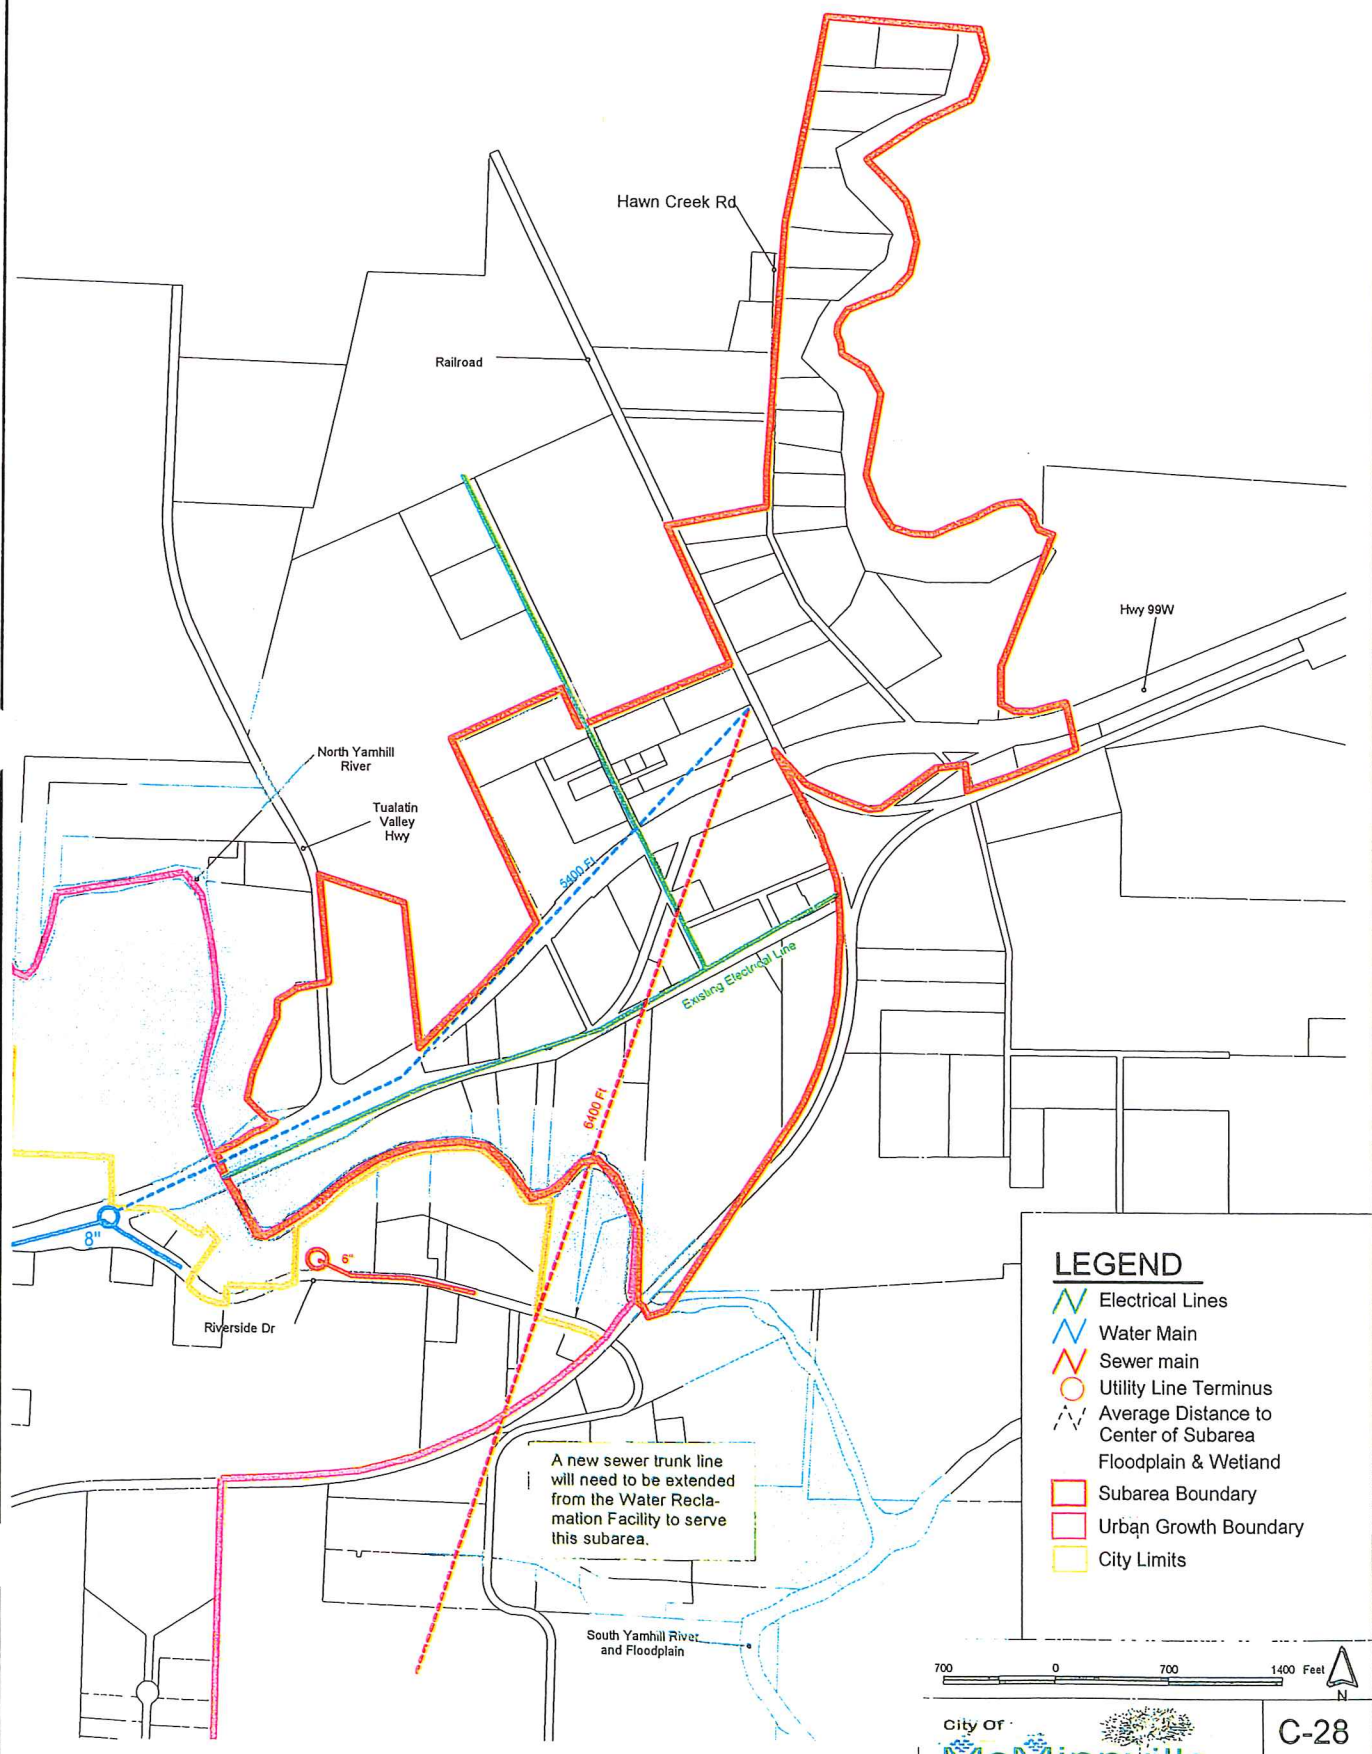 Hawn Creek Rd
Railroad
Hwy 99W
North Yamhill
River
Tualatin
Valley
Hwy
5400 Ft
Existing Electrical Line
6400 Ft
8"
6"
Riverside Dr
A new sewer trunk line
will need to be extended
from the Water Recla-
mation Facility to serve
this subarea.
South Yamhill River
and Floodplain
LEGEND
Electrical Lines
Water Main
Sewer main
Utility Line Terminus
Average Distance to
Center of Subarea
Floodplain & Wetland
Subarea Boundary
Urban Growth Boundary
City Limits
700 0 700 1400 Feet
N
City Of
C-28